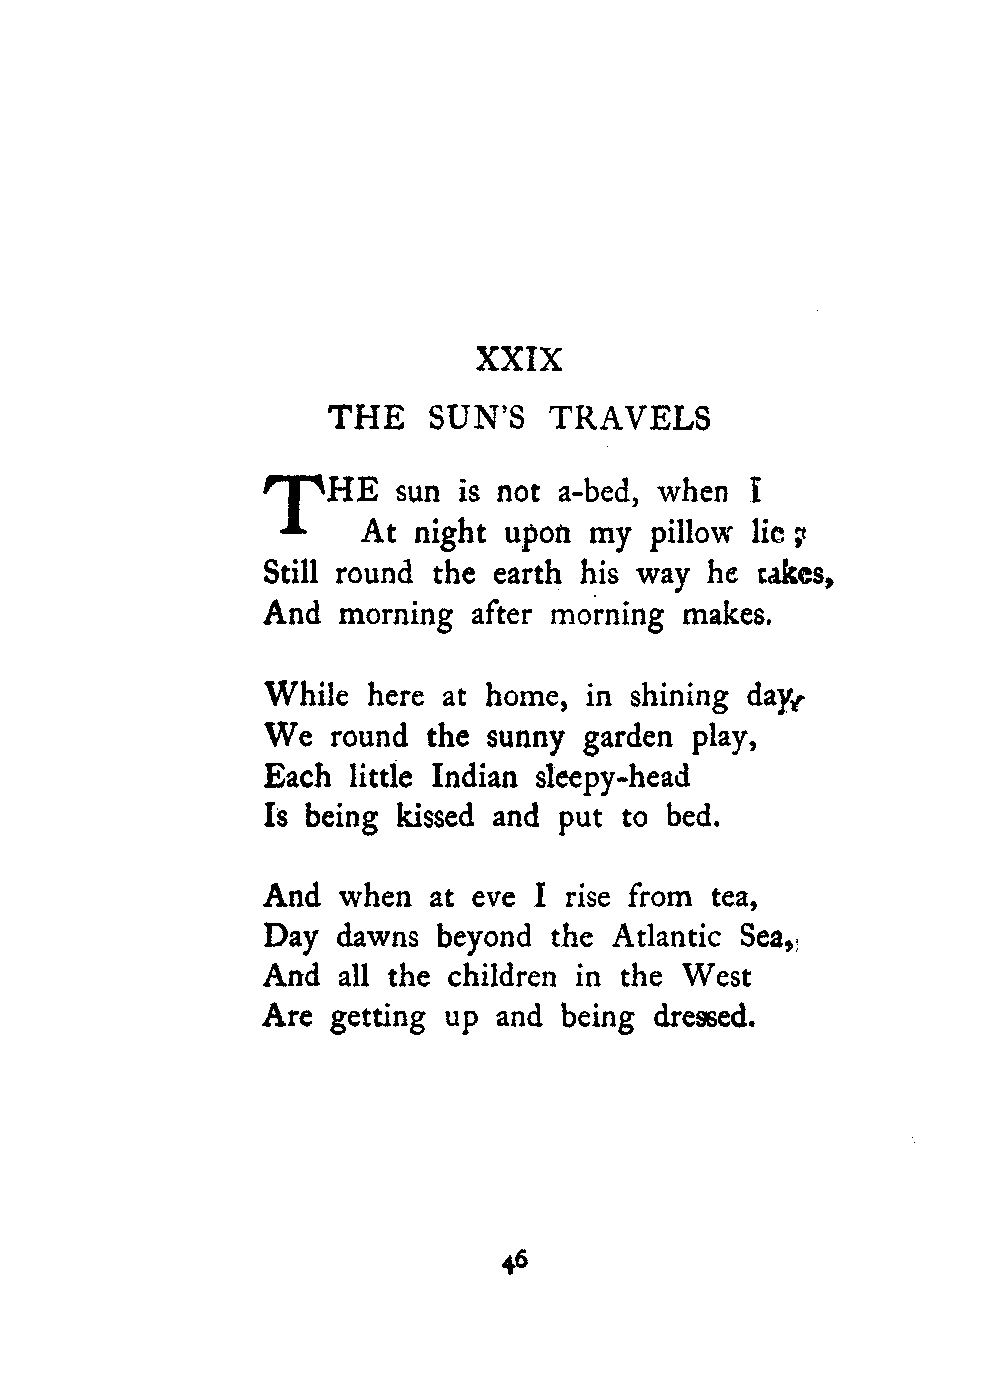 XXIX
THE SUN'S TRAVELS
THE sun is not a-bed, when I
At night upon my pillow lie;
Still round the earth his way he takes,
And morning after morning makes.
While here at home, in shining day,
We round the sunny garden play,
Each little Indian sleepy-head
Is being kissed and put to bed.
And when at eve I rise from tea,
Day dawns beyond the Atlantic Sea,
And all the children in the West
Are getting up and being dressed.
46